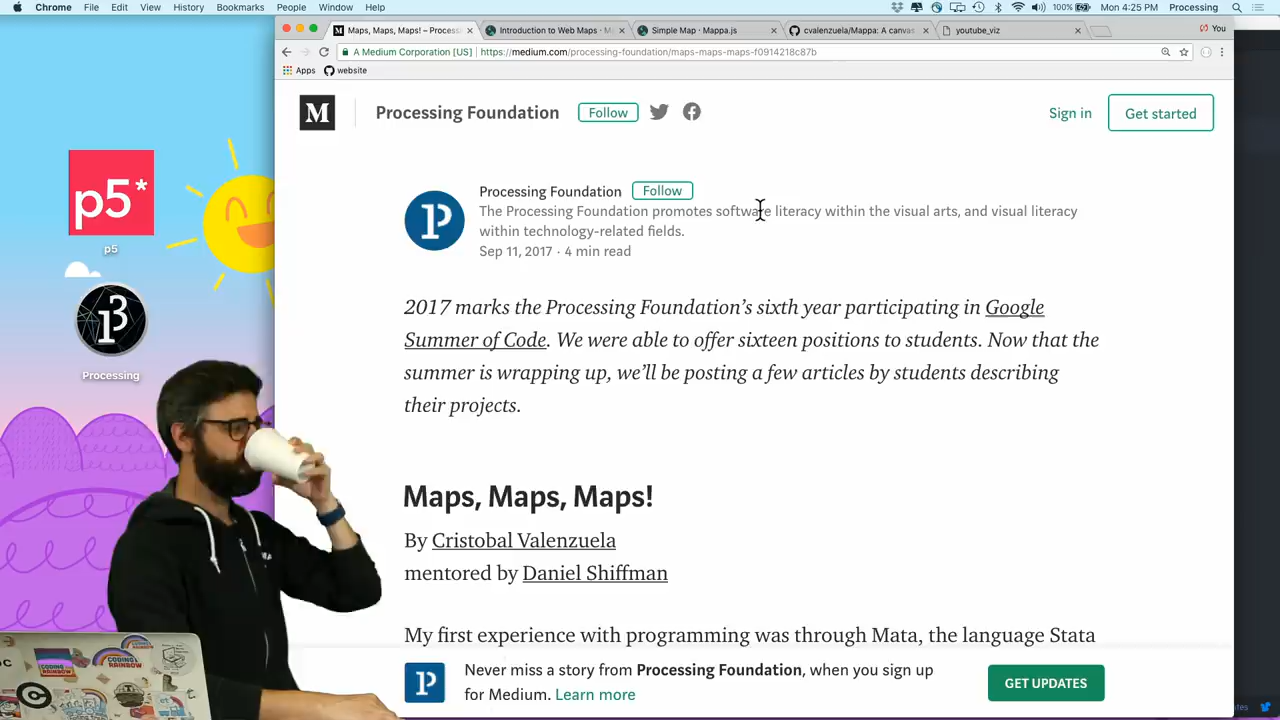 Chrome File Edit View History Bookmarks People Window Help 100% Mon 4:25 PM Processing
Maps, Maps, Maps! – Process
Introduction to Web Maps · M
Simple Map · Mappa.js
cvalenzuela/Mappa: A canvas
youtube_viz
You
A Medium Corporation [US] https://medium.com/processing-foundation/maps-maps-maps-f0914218c87b
Apps website
M Processing Foundation Follow Sign in Get started
Processing Foundation Follow
The Processing Foundation promotes software literacy within the visual arts, and visual literacy
within technology-related fields.
Sep 11, 2017 · 4 min read
2017 marks the Processing Foundation’s sixth year participating in Google
Summer of Code. We were able to offer sixteen positions to students. Now that the
summer is wrapping up, we’ll be posting a few articles by students describing
their projects.
Maps, Maps, Maps!
By Cristobal Valenzuela
mentored by Daniel Shiffman
My first experience with programming was through Mata, the language Stata
Never miss a story from Processing Foundation, when you sign up
for Medium. Learn more
GET UPDATES
p5*
p5
Processing
CODING
RAINBOW